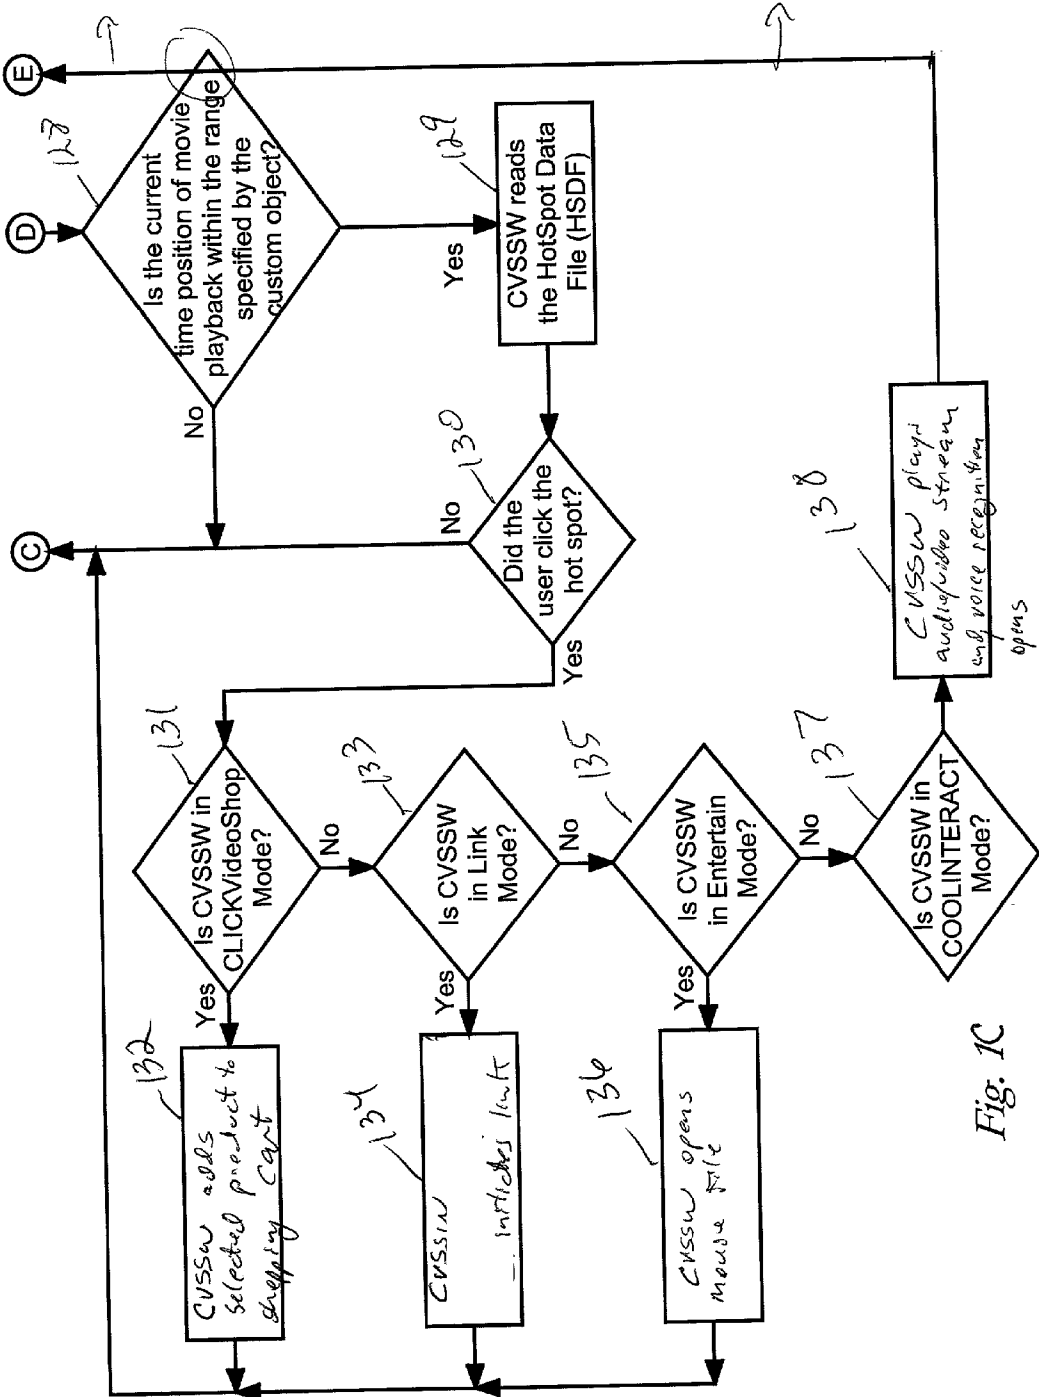 D
E
128
Is the current
time position of movie
playback within the range
specified by the
custom object?
No
Yes
C
129
CVSSW reads
the HotSpot Data
File (HSDF)
130
Did the
user click the
hot spot?
No
Yes
131
Is CVSSW in
CLICKVideoShop
Mode?
Yes
No
132
CVSSW adds
selected product to
shopping cart
133
Is CVSSW
in Link
Mode?
Yes
No
134
CVSSW
initiates link
135
Is CVSSW
in Entertain
Mode?
Yes
No
136
CVSSW opens
mouse File
137
Is CVSSW in
COOLINTERACT
Mode?
138
CVSSW plays
audio/video stream
and voice recognition
opens
Fig. 1C